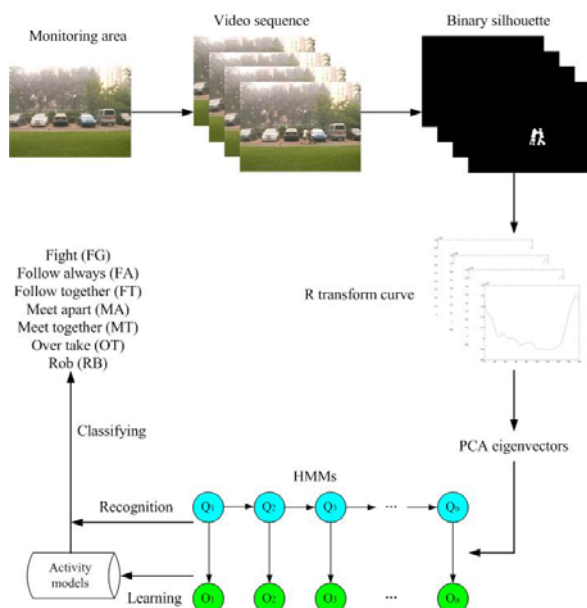 Monitoring area
Video sequence
Binary silhouette
Fight (FG)
Follow always (FA)
Follow together (FT)
Meet apart (MA)
Meet together (MT)
Over take (OT)
Rob (RB)
R transform curve
Classifying
PCA eigenvectors
HMMs
Recognition
Q1 Q2 Q3 ... Qn
Activity
models
Learning
O1 O2 O3 ... On